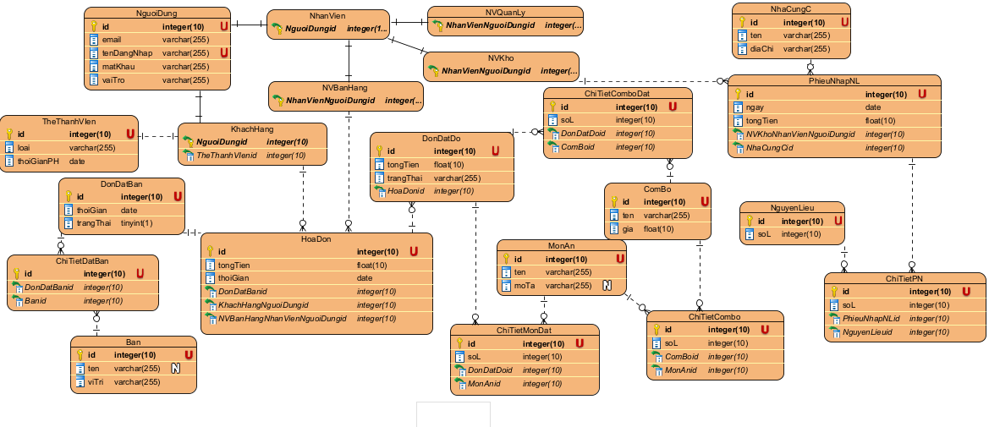 NguoiDung
id integer(10) U
email varchar(255)
tenDangNhap varchar(255) U
matKhau varchar(255)
vaiTro varchar(255)
NhanVien
NguoiDungid integer(1...
NVQuanLy
NhanVienNguoiDungid integer(...
NVKho
NhanVienNguoiDungid integer(...
NVBanHang
NhanVienNguoiDungid integer(...
NhaCungC
id integer(10) U
ten varchar(255)
diaChi varchar(255)
PhieuNhapNL
id integer(10) U
ngay date
tongTien float(10)
NVKhoNhanVienNguoiDungid integer(10)
NhaCungCid integer(10)
TheThanhVIen
id integer(10) U
loai varchar(255)
thoiGianPH date
KhachHang
NguoiDungid integer(10)
TheThanhVIenid integer(10)
ChiTietComboDat
id integer(10) U
soL integer(10)
DonDatDoid integer(10)
ComBoid integer(10)
DonDatDo
id integer(10) U
tongTien float(10)
trangThai varchar(255)
HoaDonid integer(10)
DonDatBan
id integer(10) U
thoiGian date
trangThai tinyint(1)
ComBo
id integer(10) U
ten varchar(255)
gia float(10)
NguyenLieu
id integer(10) U
soL integer(10)
HoaDon
id integer(10) U
tongTien float(10)
thoiGian date
DonDatBanid integer(10)
KhachHangNguoiDungid integer(10)
NVBanHangNhanVienNguoiDungid integer(10)
MonAn
id integer(10) U
ten varchar(255)
moTa varchar(255) N
ChiTietDatBan
id integer(10) U
DonDatBanid integer(10)
Banid integer(10)
ChiTietPN
id integer(10) U
soL integer(10)
PhieuNhapNLid integer(10)
NguyenLieuid integer(10)
ChiTietCombo
id integer(10) U
soL integer(10)
ComBoid integer(10)
MonAnid integer(10)
ChiTietMonDat
id integer(10) U
soL integer(10)
DonDatDoid integer(10)
MonAnid integer(10)
Ban
id integer(10) U
ten varchar(255) N
viTri varchar(255)